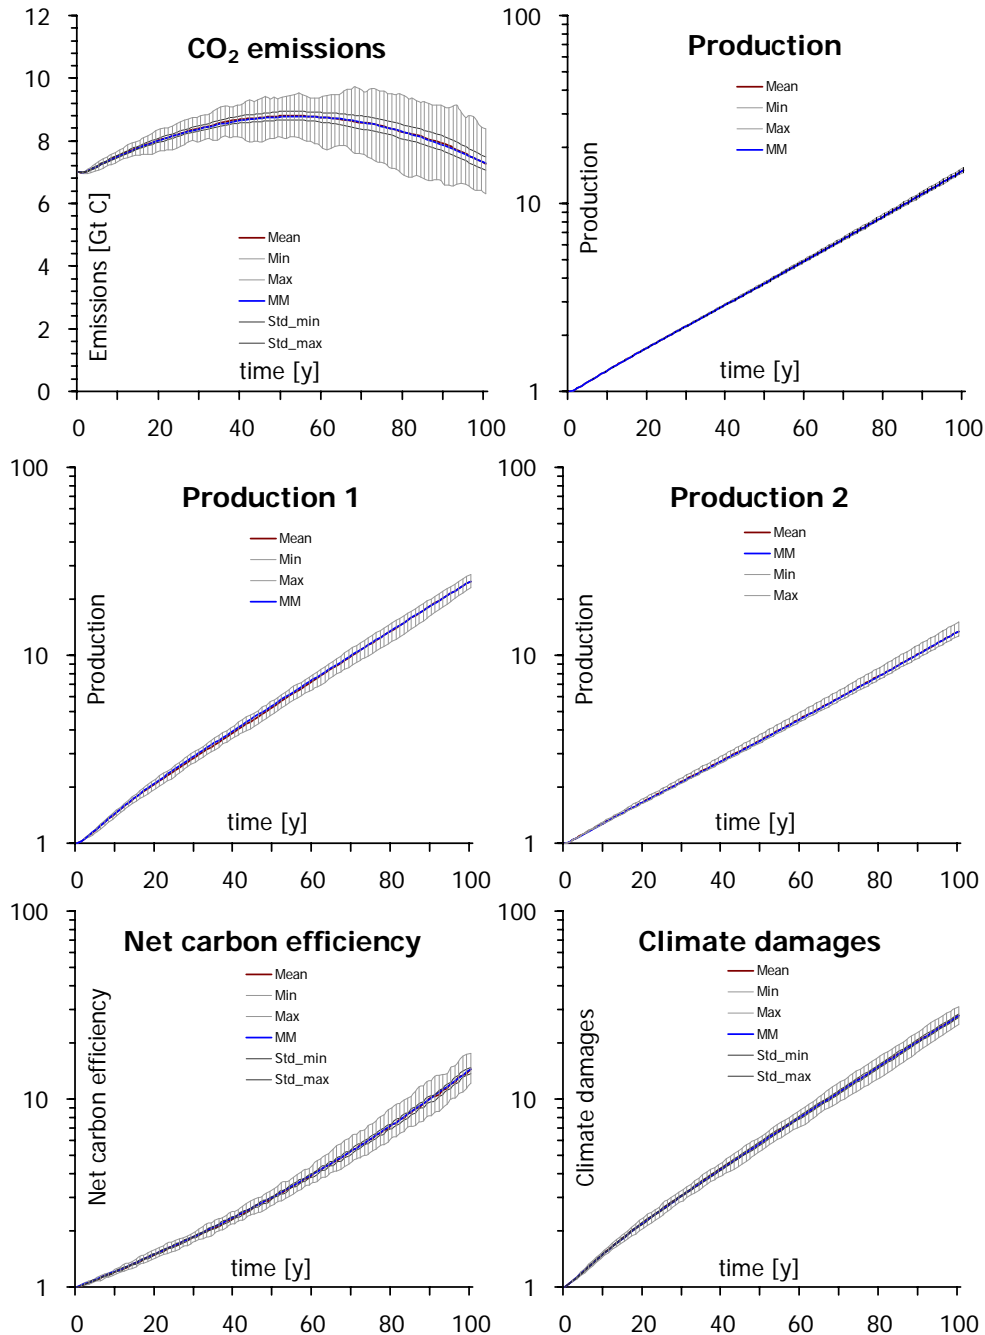 CO2 emissions
12
10
8
6
4
2
0
Emissions [Gt C]
Mean
Min
Max
MM
Std_min
Std_max
time [y]
0 20 40 60 80 100
Production
100
10
1
Production
Mean
Min
Max
MM
time [y]
0 20 40 60 80 100
Production 1
100
10
1
Production
Mean
Min
Max
MM
time [y]
0 20 40 60 80 100
Production 2
100
10
1
Production
Mean
MM
Min
Max
time [y]
0 20 40 60 80 100
Net carbon efficiency
100
10
1
Net carbon efficiency
Mean
Min
Max
MM
Std_min
Std_max
time [y]
0 20 40 60 80 100
Climate damages
100
10
1
Climate damages
Mean
Min
Max
MM
Std_min
Std_max
time [y]
0 20 40 60 80 100